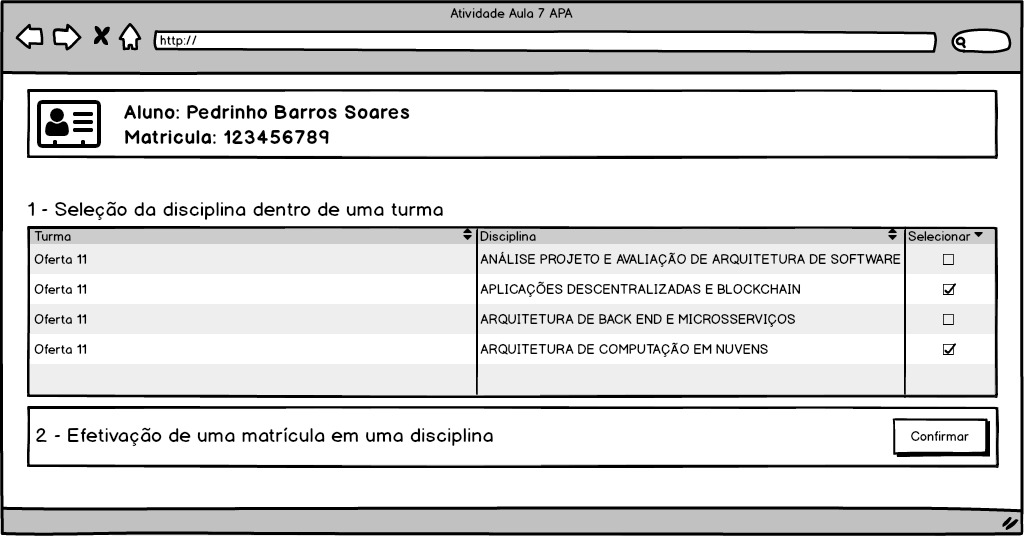 Atividade Aula 7 APA
http://
Aluno: Pedrinho Barros Soares
Matricula: 123456789
1 - Seleção da disciplina dentro de uma turma
Turma Disciplina Selecionar
Oferta 11 ANÁLISE PROJETO E AVALIAÇÃO DE ARQUITETURA DE SOFTWARE
Oferta 11 APLICAÇÕES DESCENTRALIZADAS E BLOCKCHAIN
Oferta 11 ARQUITETURA DE BACK END E MICROSSERVIÇOS
Oferta 11 ARQUITETURA DE COMPUTAÇÃO EM NUVENS
2 - Efetivação de uma matrícula em uma disciplina
Confirmar